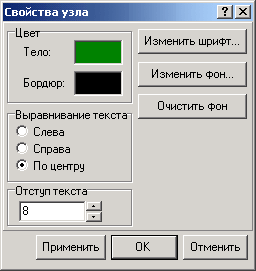 Свойства узла
Цвет
Тело:
Бордюр:
Изменить шрифт...
Изменить фон...
Очистить фон
Выравнивание текста
Слева
Справа
По центру
Отступ текста
8
Применить
OK
Отменить